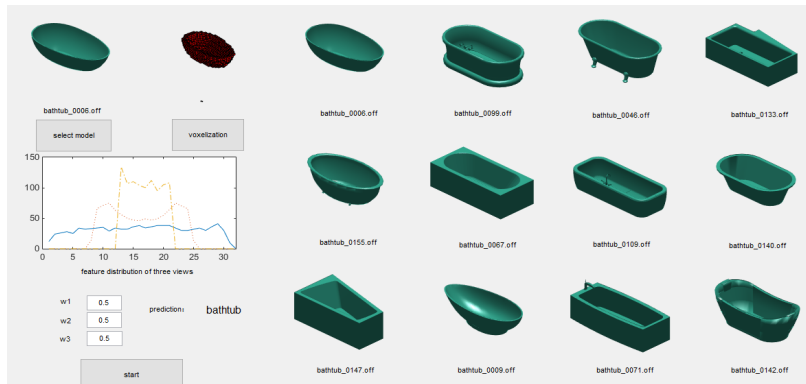 bathtub_0006.off
select model
voxelization
150
100
50
0
0 5 10 15 20 25 30
feature distribution of three views
w1 0.5
w2 0.5
w3 0.5
prediction: bathtub
start
bathtub_0006.off bathtub_0099.off bathtub_0046.off bathtub_0133.off
bathtub_0155.off bathtub_0067.off bathtub_0109.off bathtub_0140.off
bathtub_0147.off bathtub_0009.off bathtub_0071.off bathtub_0142.off